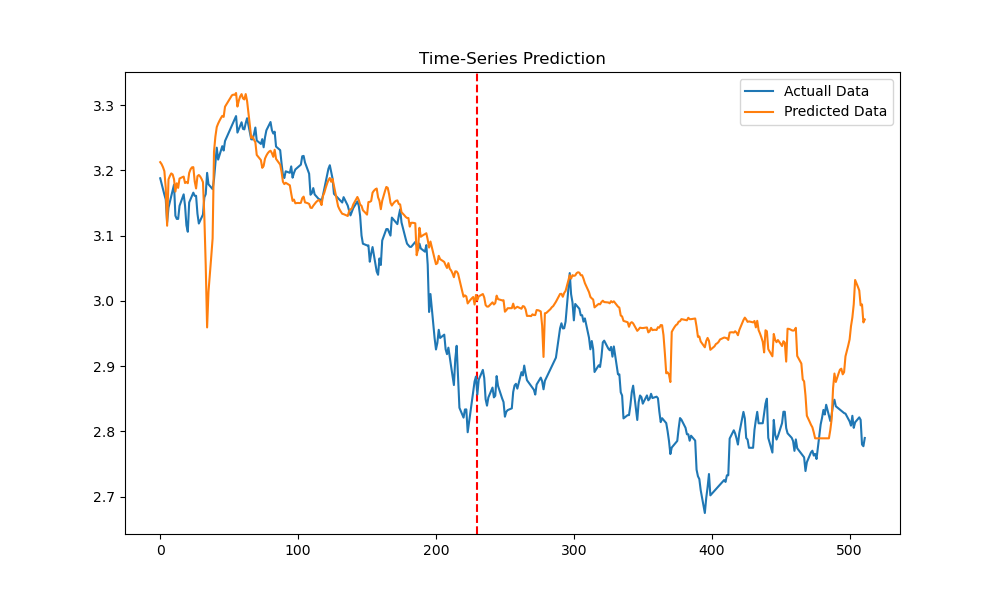 Time-Series Prediction
Actuall Data
Predicted Data
3.3
3.2
3.1
3.0
2.9
2.8
2.7
0 100 200 300 400 500